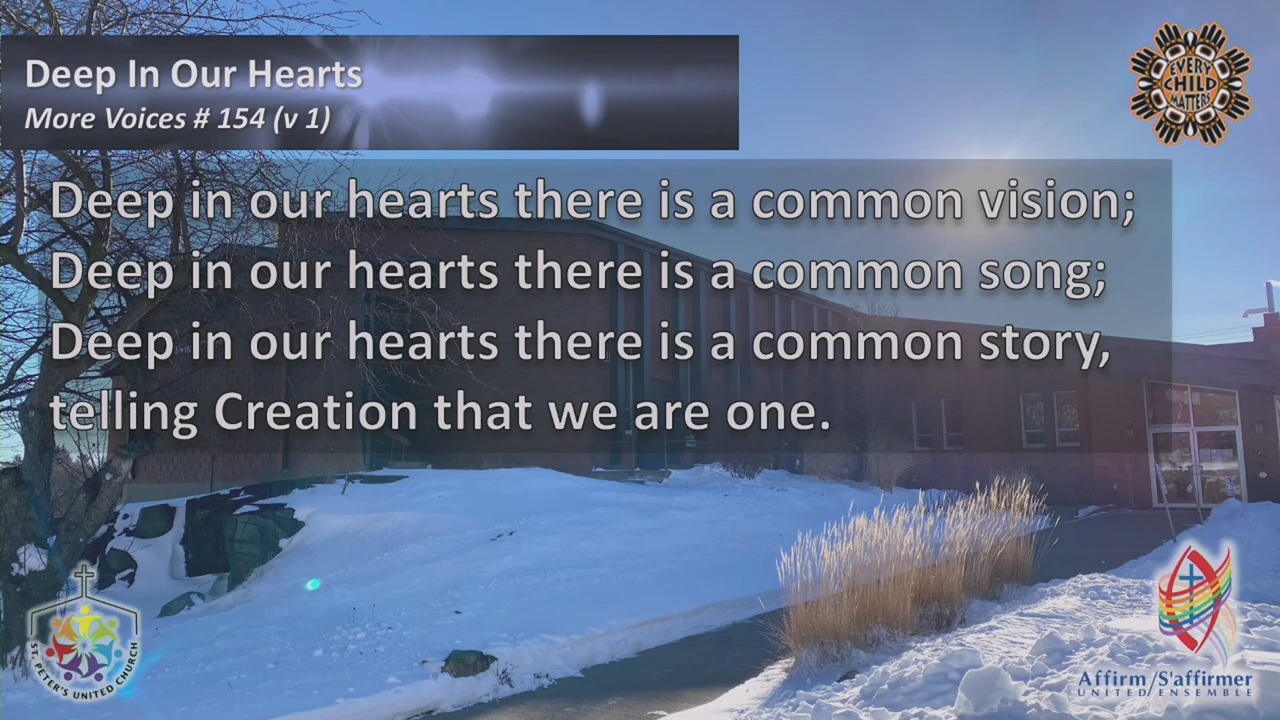 Deep In Our Hearts
More Voices # 154 (v 1)
EVERY
CHILD
MATTERS
Deep in our hearts there is a common vision;
Deep in our hearts there is a common song;
Deep in our hearts there is a common story,
telling Creation that we are one.
ST. PETER'S UNITED CHURCH
Affirm/S'affirmer
UNITED/ENSEMBLE